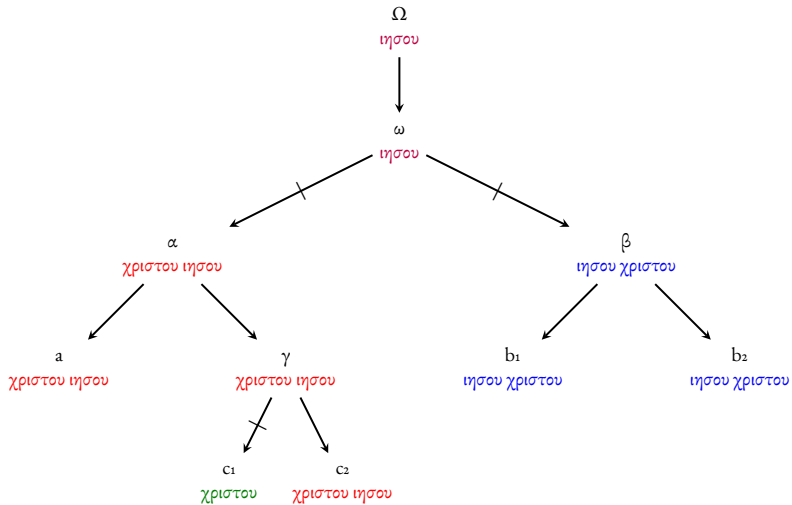 Ω
ιησου
ω
ιησου
α
χριστου ιησου
β
ιησου χριστου
a
χριστου ιησου
γ
χριστου ιησου
b1
ιησου χριστου
b2
ιησου χριστου
c1
χριστου
c2
χριστου ιησου